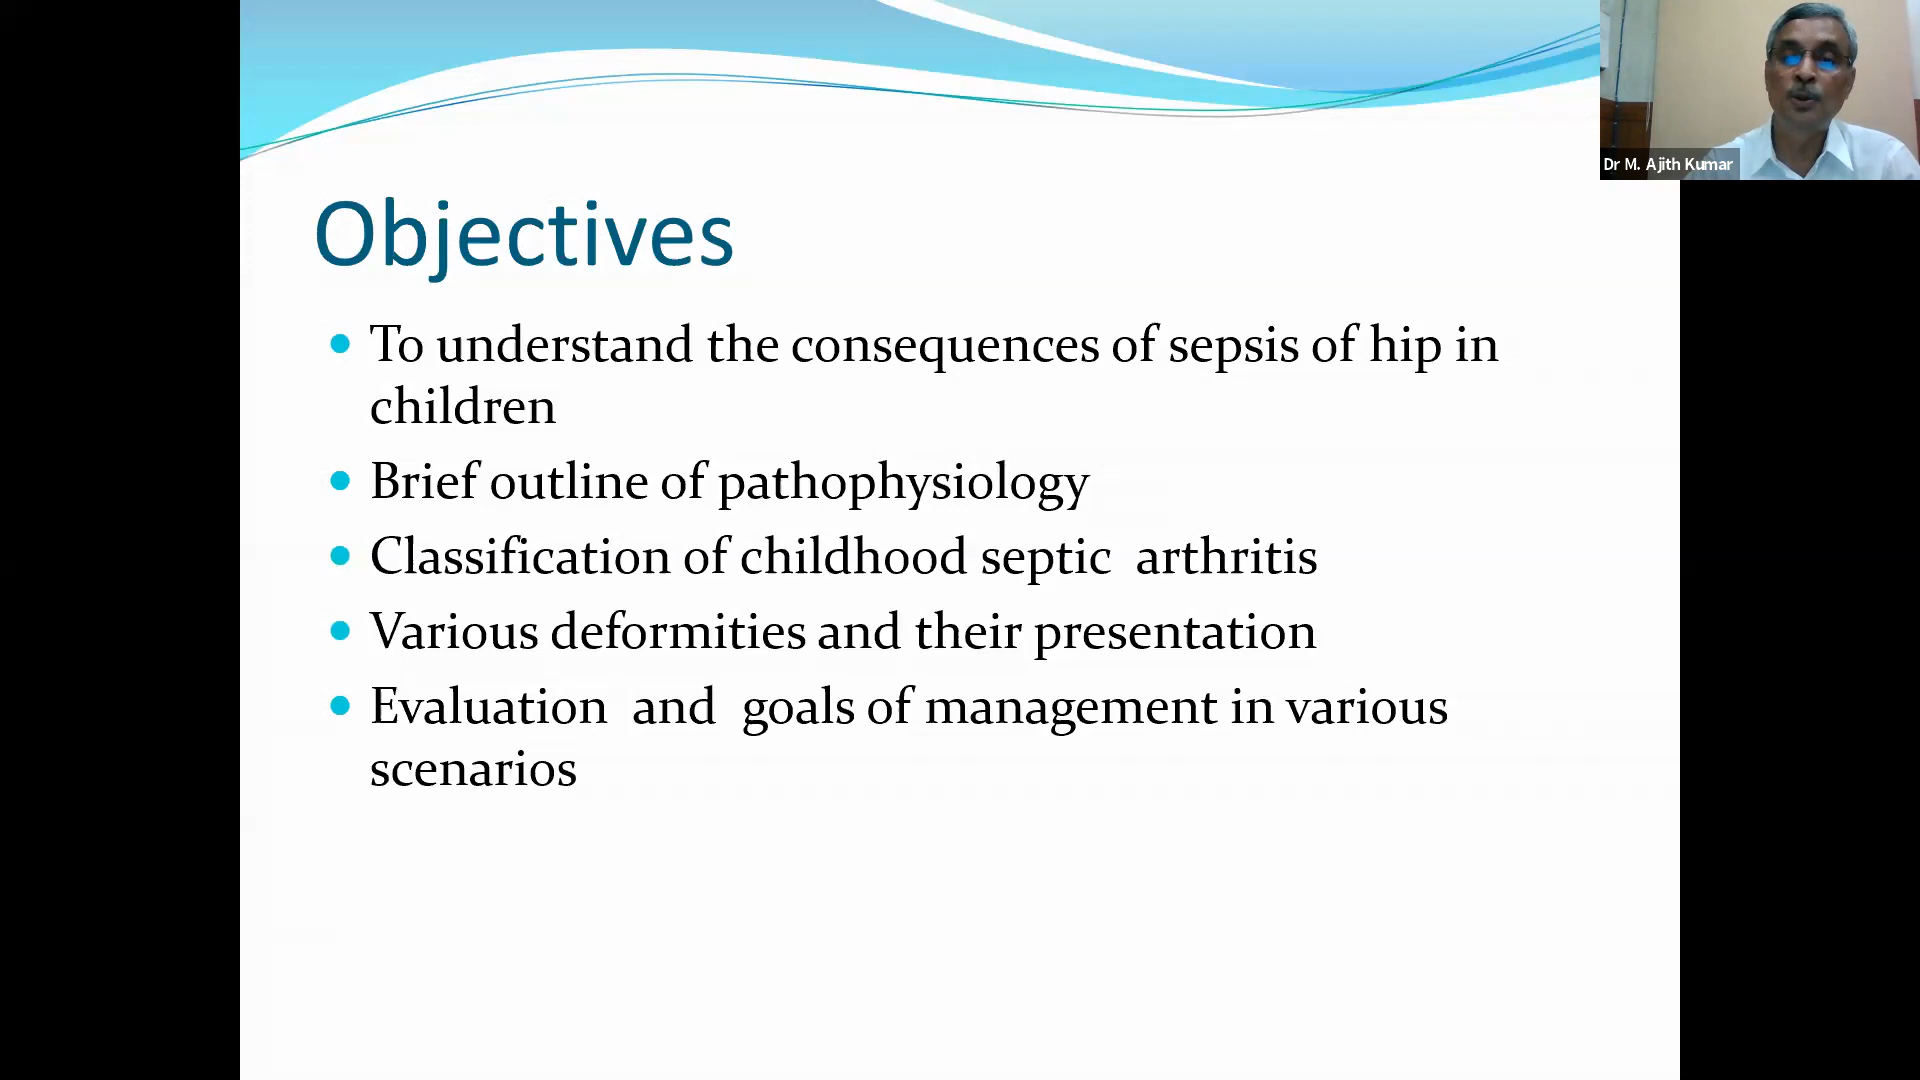 Dr M. Ajith Kumar
Objectives
• To understand the consequences of sepsis of hip in
children
• Brief outline of pathophysiology
• Classification of childhood septic  arthritis
• Various deformities and their presentation
• Evaluation  and  goals of management in various
scenarios